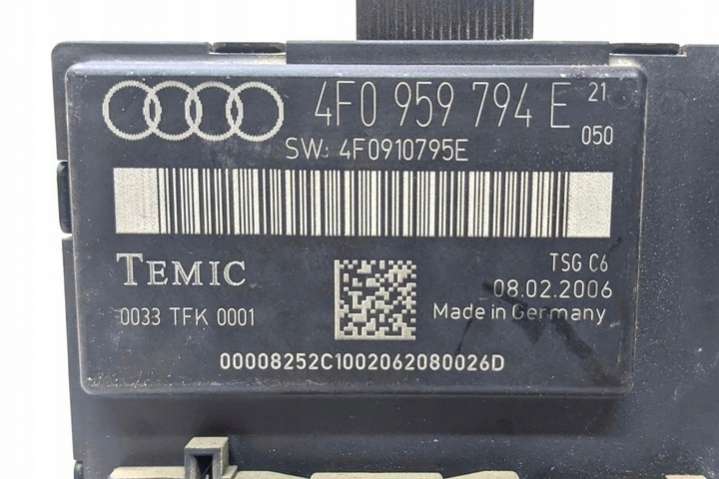 4F0 959 794 E 21
050
SW: 4F0910795E
TEMIC
TSG C6
08.02.2006
0033 TFK 0001
Made in Germany
00008252C1002062080026D